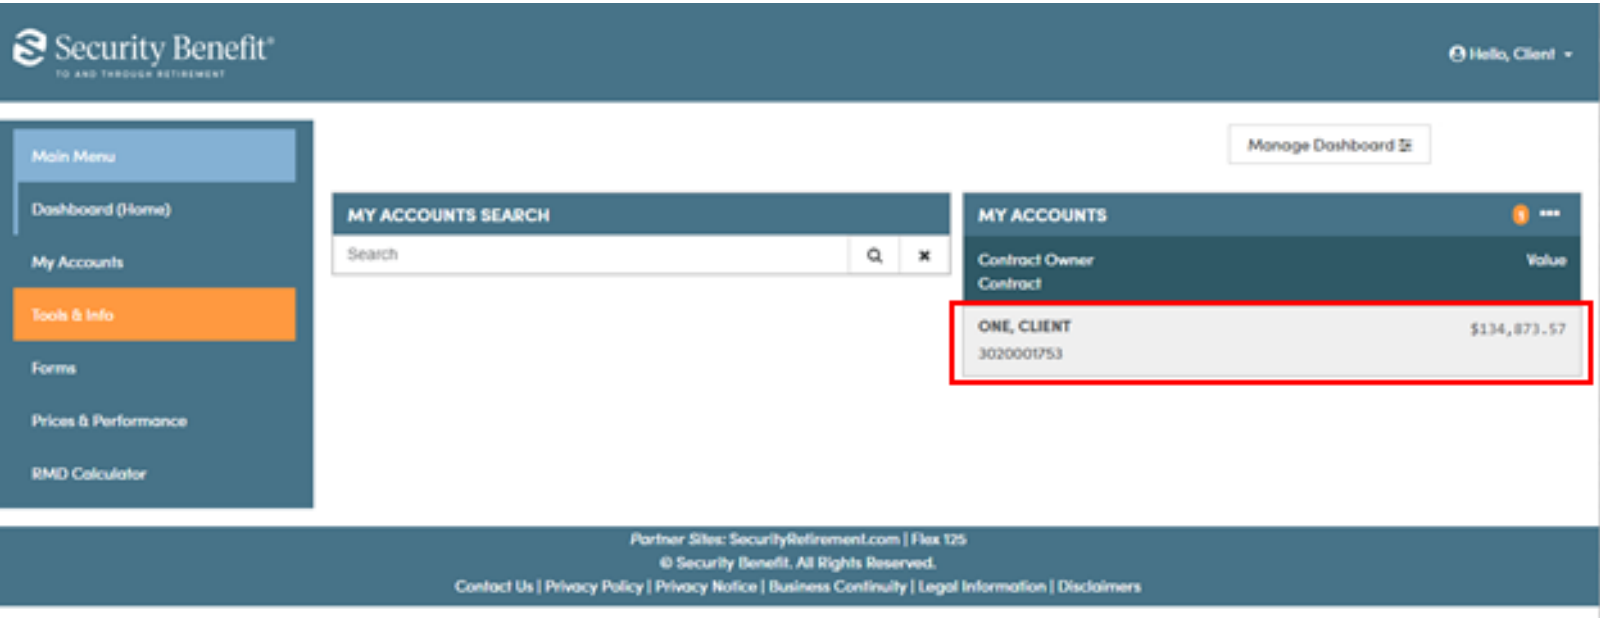 Security Benefit®
TO AND THROUGH RETIREMENT
Hello, Client
Main Menu
Dashboard (Home)
My Accounts
Tools & Info
Forms
Prices & Performance
RMD Calculator
Manage Dashboard
MY ACCOUNTS SEARCH
Search
MY ACCOUNTS
1
Contract Owner
Value
Contract
ONE, CLIENT
$134,873.57
3020001753
Partner Sites: SecurityRetirement.com | Flex 125
© Security Benefit. All Rights Reserved.
Contact Us | Privacy Policy | Privacy Notice | Business Continuity | Legal Information | Disclaimers